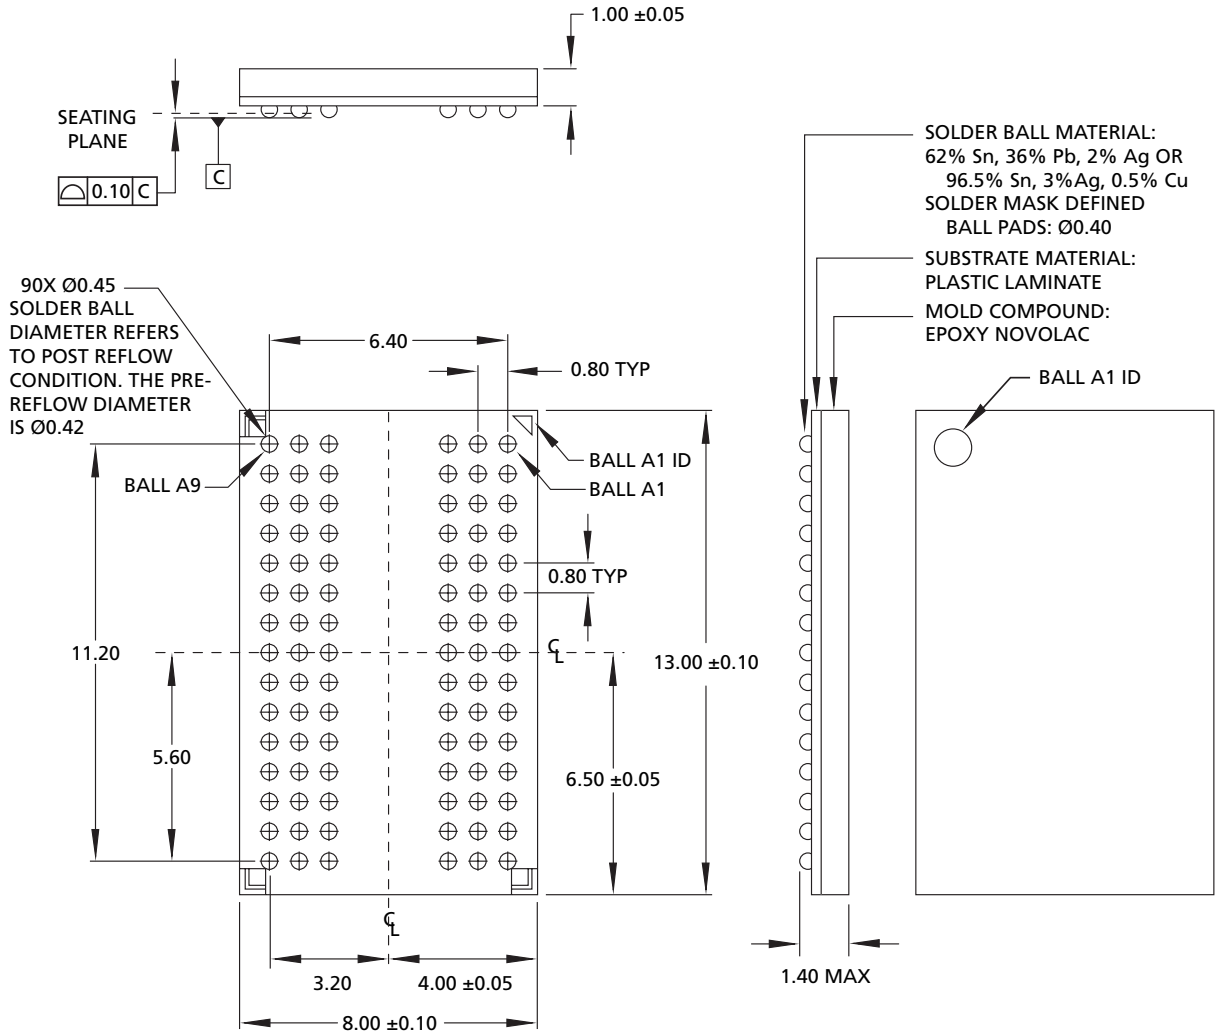 1.00 ±0.05
SEATING
PLANE
0.10 C
C
SOLDER BALL MATERIAL:
62% Sn, 36% Pb, 2% Ag OR
96.5% Sn, 3%Ag, 0.5% Cu
SOLDER MASK DEFINED
BALL PADS: Ø0.40
SUBSTRATE MATERIAL:
PLASTIC LAMINATE
MOLD COMPOUND:
EPOXY NOVOLAC
90X Ø0.45
SOLDER BALL
DIAMETER REFERS
TO POST REFLOW
CONDITION. THE PRE-
REFLOW DIAMETER
IS Ø0.42
6.40
0.80 TYP
BALL A1 ID
BALL A1 ID
BALL A1
BALL A9
0.80 TYP
11.20
CL
13.00 ±0.10
5.60
6.50 ±0.05
CL
1.40 MAX
3.20
4.00 ±0.05
8.00 ±0.10